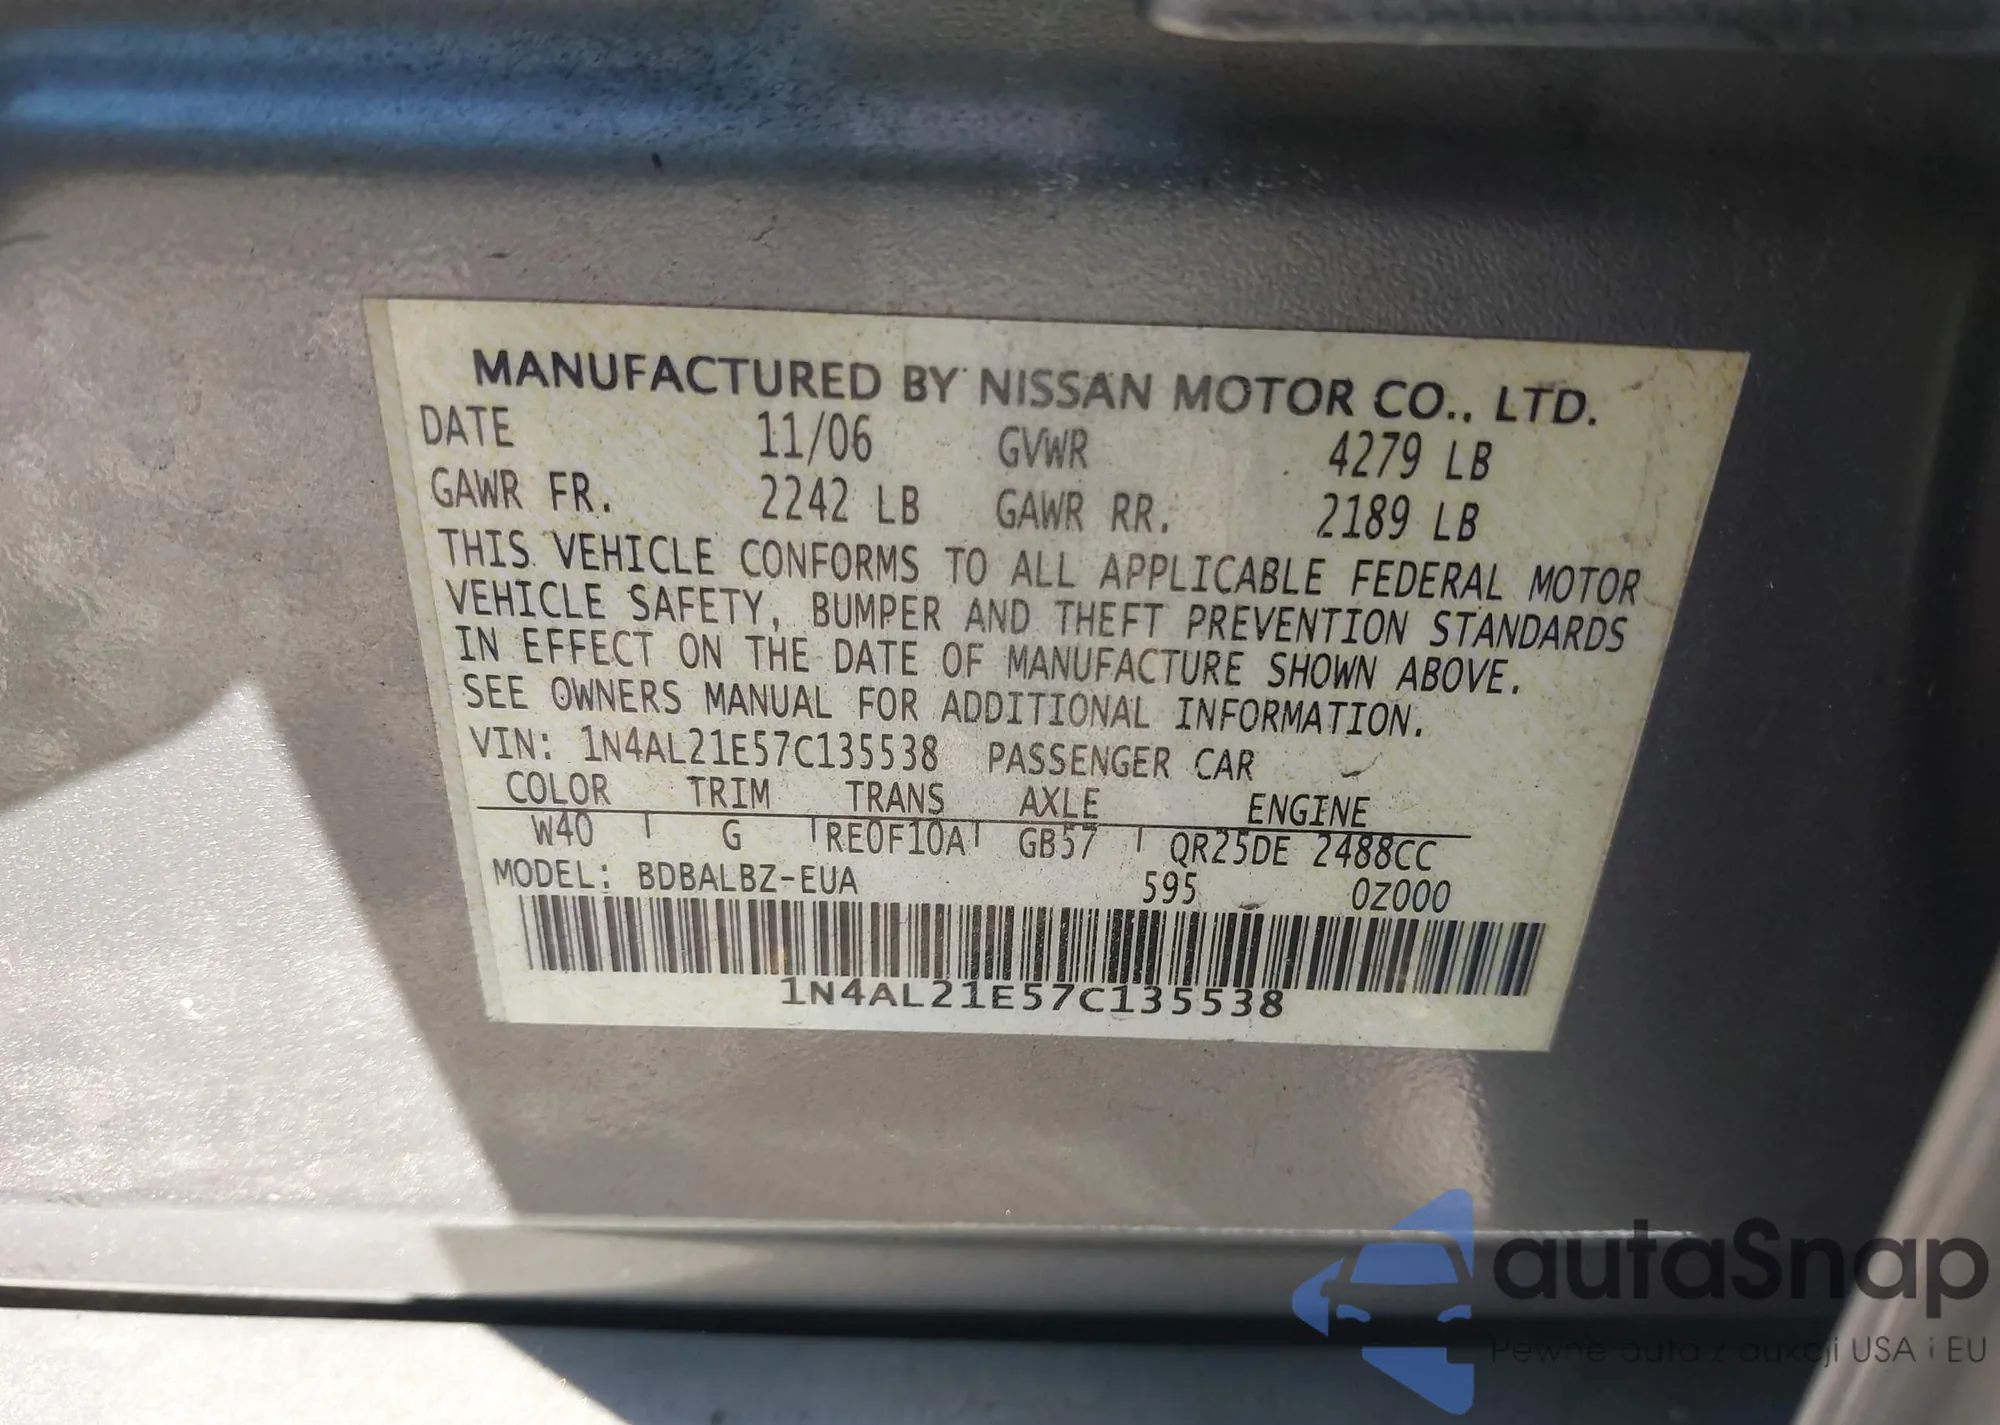 MANUFACTURED BY NISSAN MOTOR CO., LTD.
DATE 11/06 GVWR 4279 LB
GAWR FR. 2242 LB GAWR RR. 2189 LB
THIS VEHICLE CONFORMS TO ALL APPLICABLE FEDERAL MOTOR
VEHICLE SAFETY, BUMPER AND THEFT PREVENTION STANDARDS
IN EFFECT ON THE DATE OF MANUFACTURE SHOWN ABOVE.
SEE OWNERS MANUAL FOR ADDITIONAL INFORMATION.
VIN: 1N4AL21E57C135538 PASSENGER CAR
COLOR TRIM TRANS AXLE ENGINE
W40 G RE0F10A GB57 QR25DE 2488CC
MODEL: BDBALBZ-EUA 595 0Z000
1N4AL21E57C135538
autaSnap
Pewne auta z aukcji USA i EU